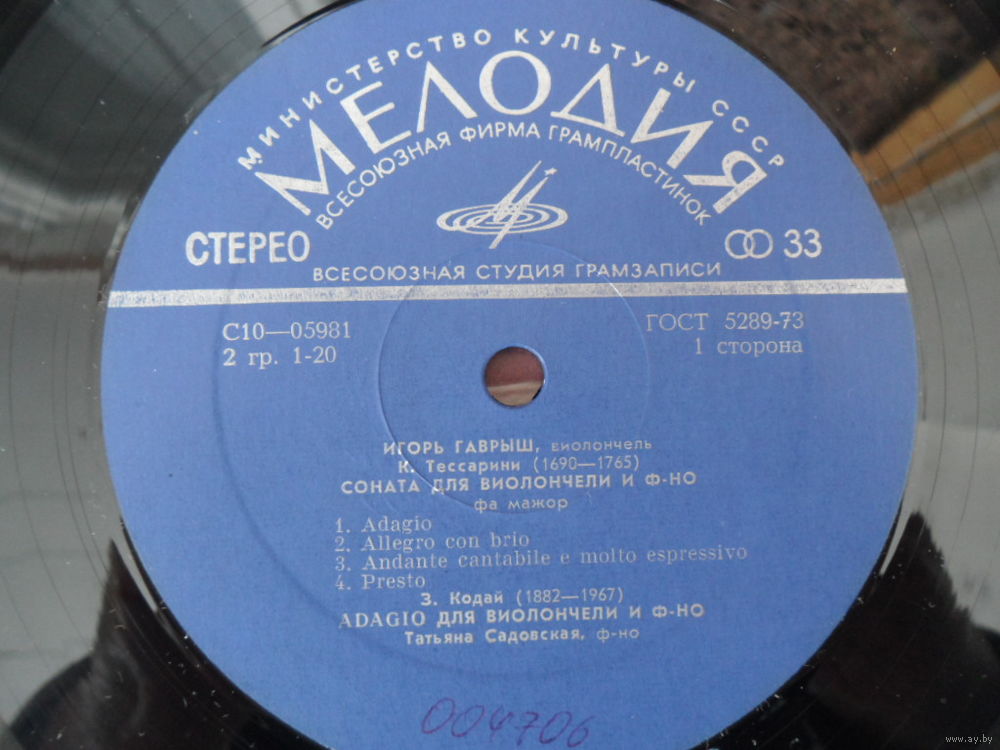 МИНИСТЕРСТВО КУЛЬТУРЫ СССР
МЕЛОДИЯ
ВСЕСОЮЗНАЯ ФИРМА ГРАМПЛАСТИНОК
СТЕРЕО
33
ВСЕСОЮЗНАЯ СТУДИЯ ГРАМЗАПИСИ
С10—05981
ГОСТ 5289-73
2 гр. 1-20
1 сторона
ИГОРЬ ГАВРЫШ, виолончель
К. Тессарини (1690—1765)
СОНАТА ДЛЯ ВИОЛОНЧЕЛИ И Ф-НО
фа мажор
1. Adagio
2. Allegro con brio
3. Andante cantabile e molto espressivo
4. Presto
З. Кодай (1882—1967)
ADAGIO ДЛЯ ВИОЛОНЧЕЛИ И Ф-НО
Татьяна Садовская, ф-но
004706
www.ay.by